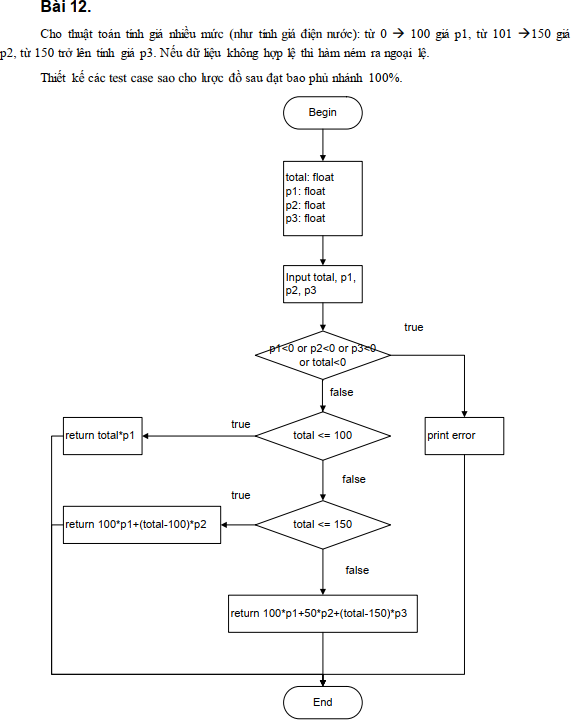 Bài 12.
Cho thuật toán tính giá nhiều mức (như tính giá điện nước): từ 0 → 100 giá p1, từ 101 →150 giá
p2, từ 150 trở lên tính giá p3. Nếu dữ liệu không hợp lệ thì hàm ném ra ngoại lệ.
Thiết kế các test case sao cho lược đồ sau đạt bao phủ nhánh 100%.
Begin
total: float
p1: float
p2: float
p3: float
Input total, p1,
p2, p3
true
p1<0 or p2<0 or p3<0
or total<0
false
true
return total*p1
total <= 100
print error
false
true
return 100*p1+(total-100)*p2
total <= 150
false
return 100*p1+50*p2+(total-150)*p3
End